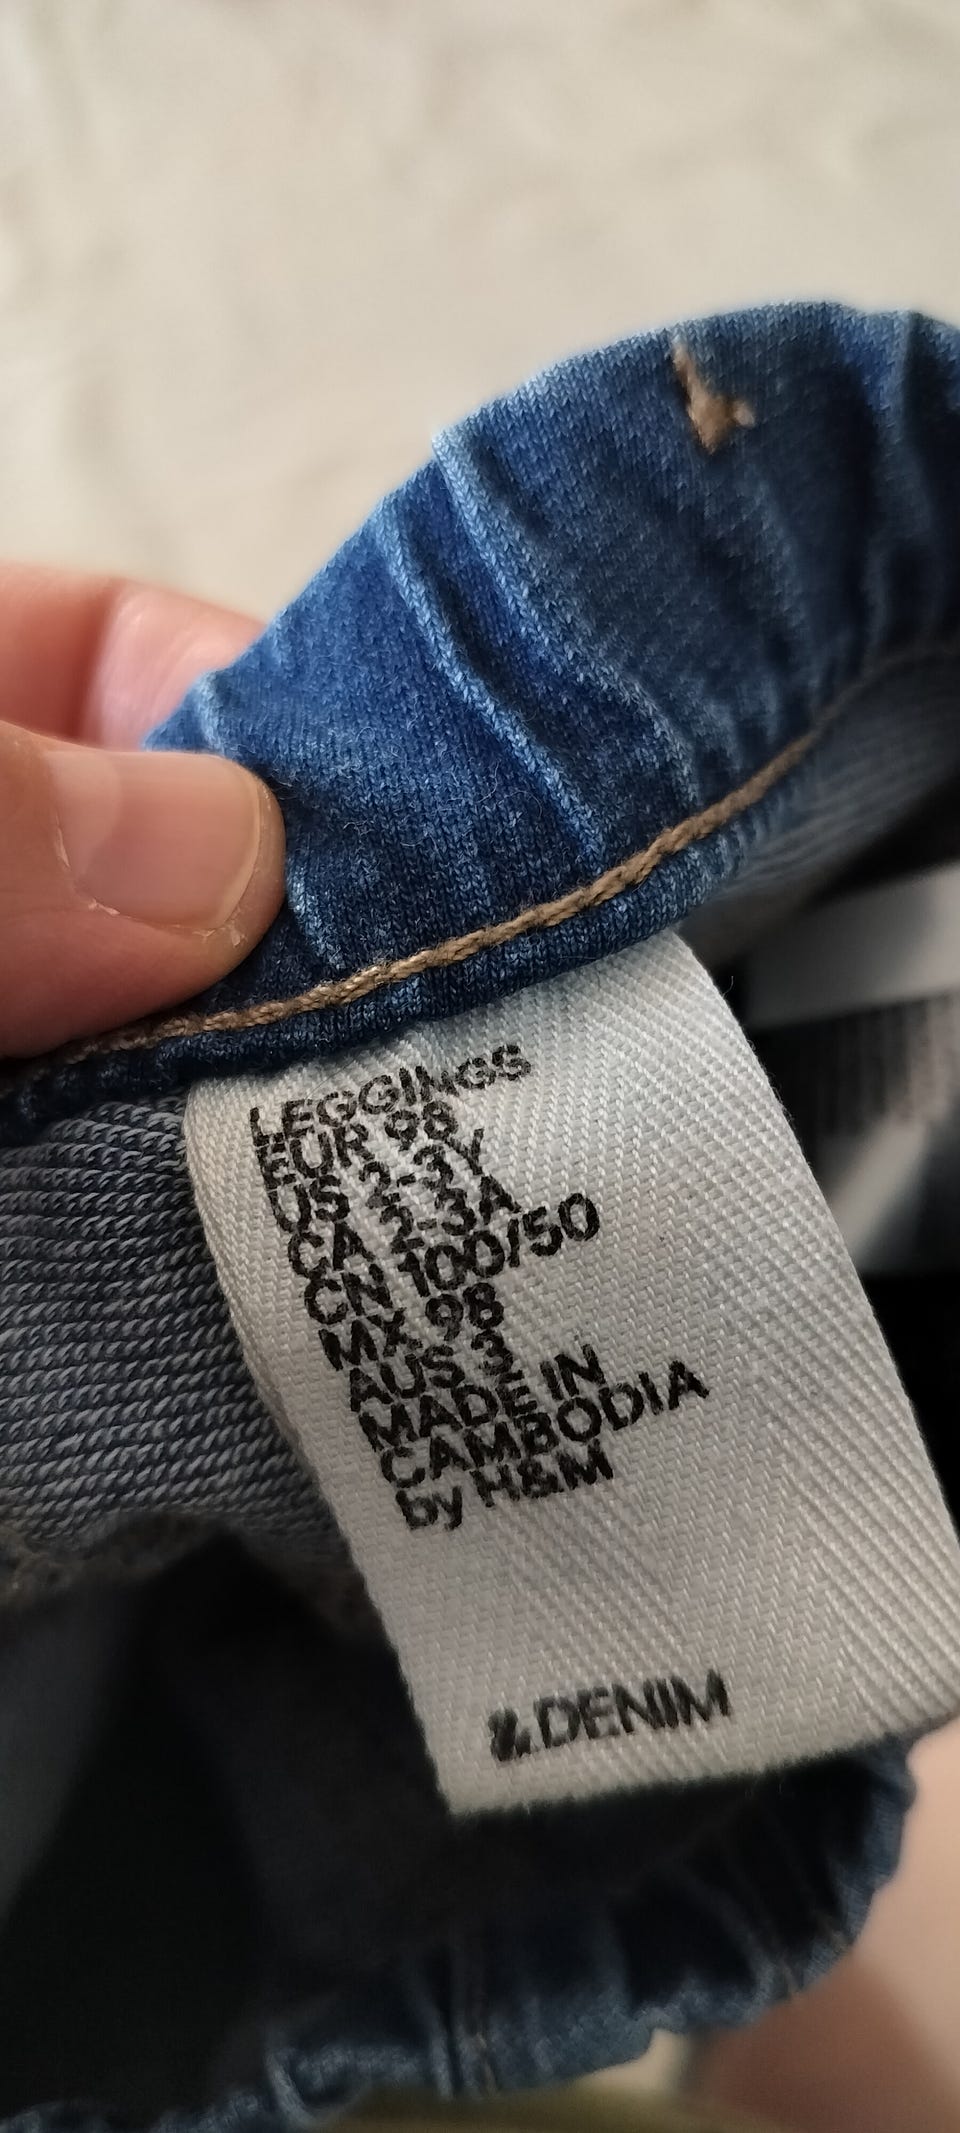 LEGGINGS
EUR 98
US 2-3Y
CA 2-3A
CN 100/50
MX 98
AUS 3
MADE IN
CAMBODIA
by H&M
&DENIM